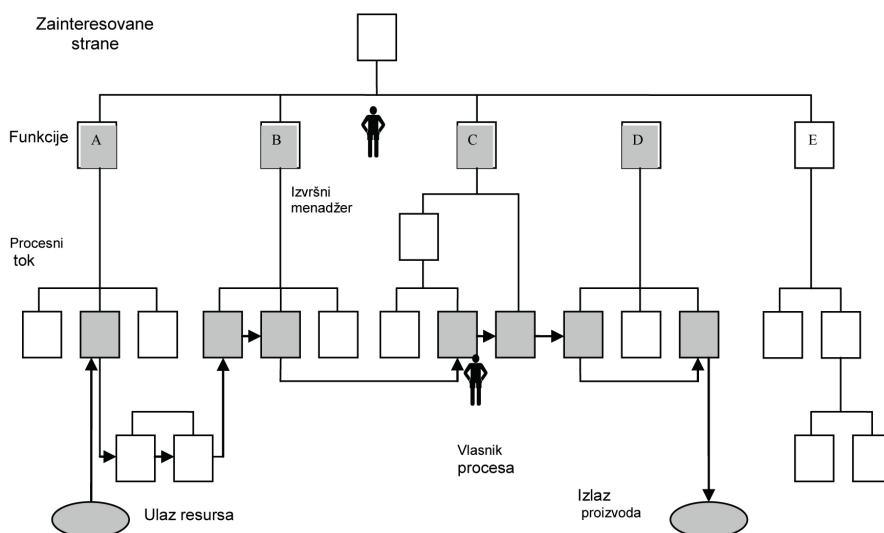 Zainteresovane
strane
Funkcije
A
B
C
D
E
Izvršni
menadžer
Procesni
tok
Vlasnik
procesa
Ulaz resursa
Izlaz
proizvoda